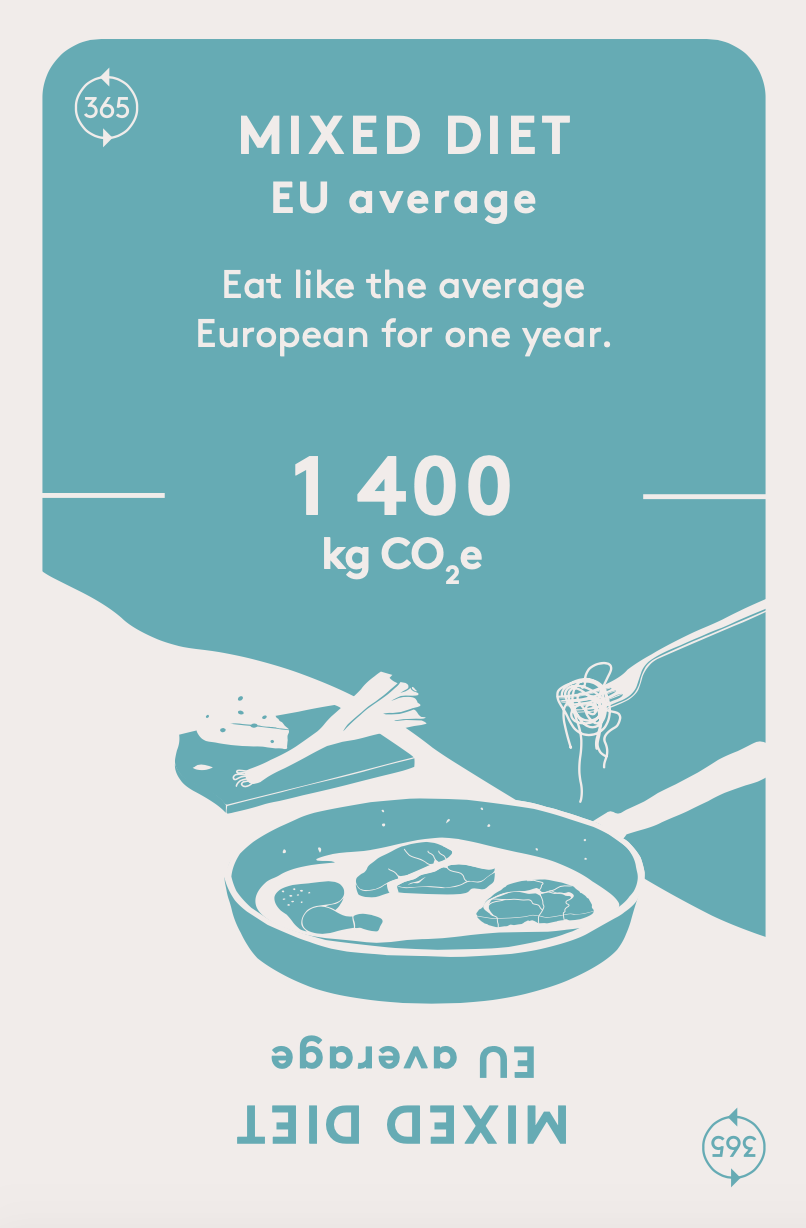 365
MIXED DIET
EU average
Eat like the average
European for one year.
1 400
kg CO₂e
EU average
MIXED DIET
365